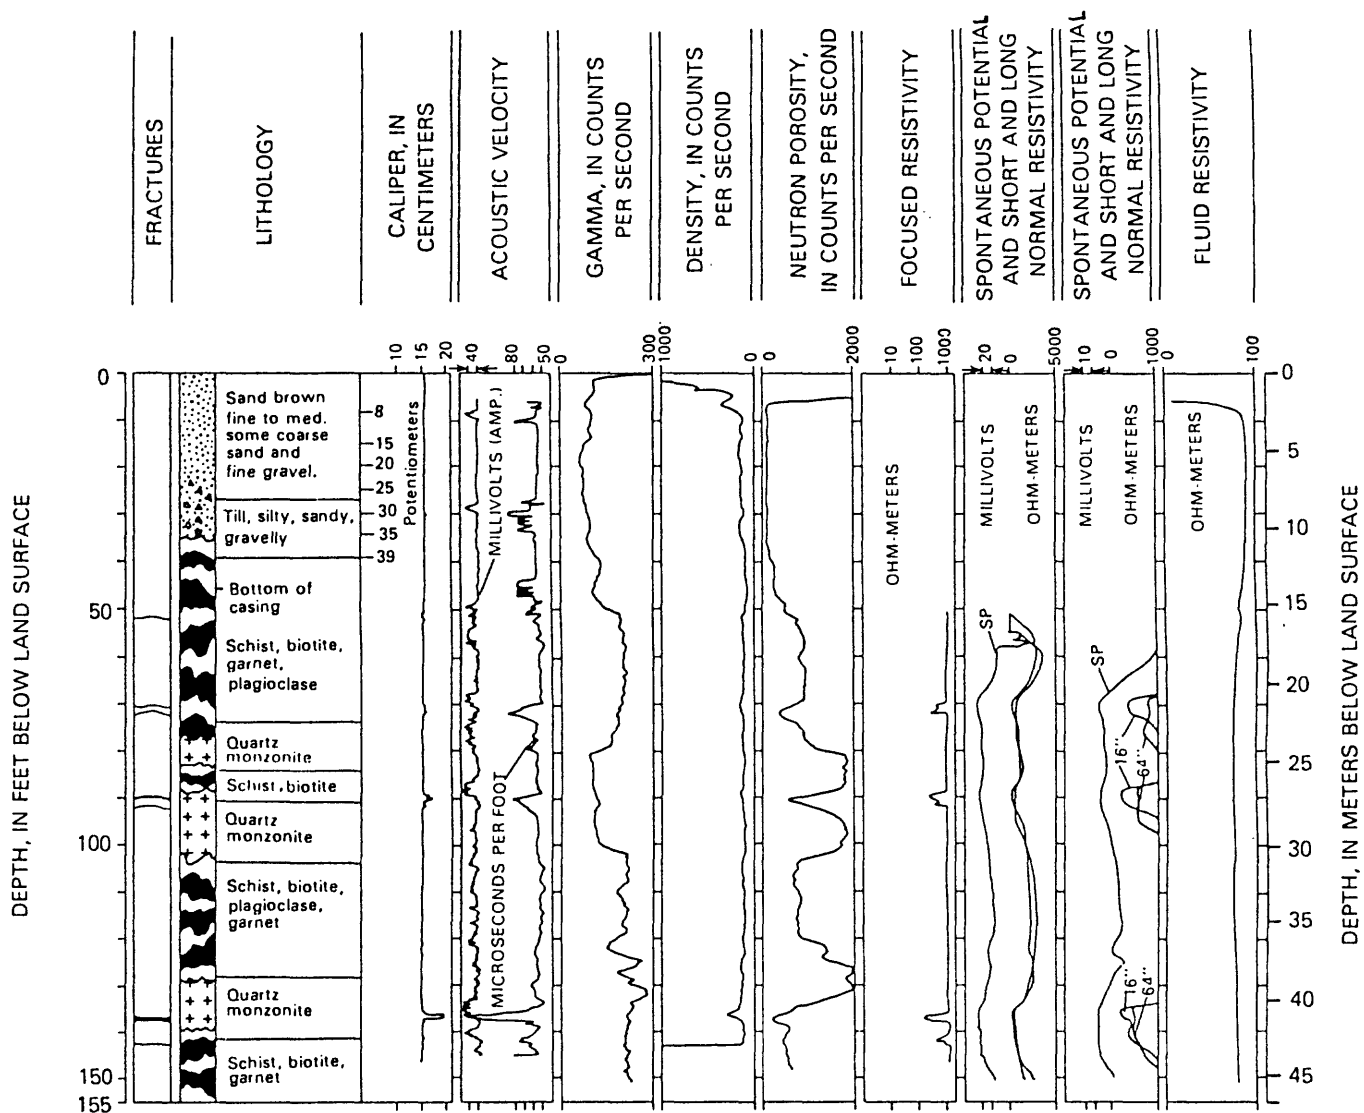 FRACTURES
LITHOLOGY
CALIPER, IN
CENTIMETERS
ACOUSTIC VELOCITY
GAMMA, IN COUNTS
PER SECOND
DENSITY, IN COUNTS
PER SECOND
NEUTRON POROSITY,
IN COUNTS PER SECOND
FOCUSED RESISTIVITY
SPONTANEOUS POTENTIAL
AND SHORT AND LONG
NORMAL RESISTIVITY
SPONTANEOUS POTENTIAL
AND SHORT AND LONG
NORMAL RESISTIVITY
FLUID RESISTIVITY
10
15
20
40
80
50
0
300
1000
0
0
2000
10
100
1000
20
0
5000
10
0
1000
0
100
DEPTH, IN FEET BELOW LAND SURFACE
0
50
100
150
155
Sand brown
fine to med.
some coarse
sand and
fine gravel.
Till, silty, sandy,
gravelly
Bottom of
casing
Schist, biotite,
garnet,
plagioclase
Quartz
monzonite
Schist, biotite
Quartz
monzonite
Schist, biotite,
plagioclase,
garnet
Quartz
monzonite
Schist, biotite,
garnet
8
15
20
25
30
35
39
Potentiometers
MILLIVOLTS (AMP.)
MICROSECONDS PER FOOT
OHM-METERS
MILLIVOLTS
OHM-METERS
SP
MILLIVOLTS
OHM-METERS
SP
16"
64"
16"
64"
OHM-METERS
0
5
10
15
20
25
30
35
40
45
DEPTH, IN METERS BELOW LAND SURFACE